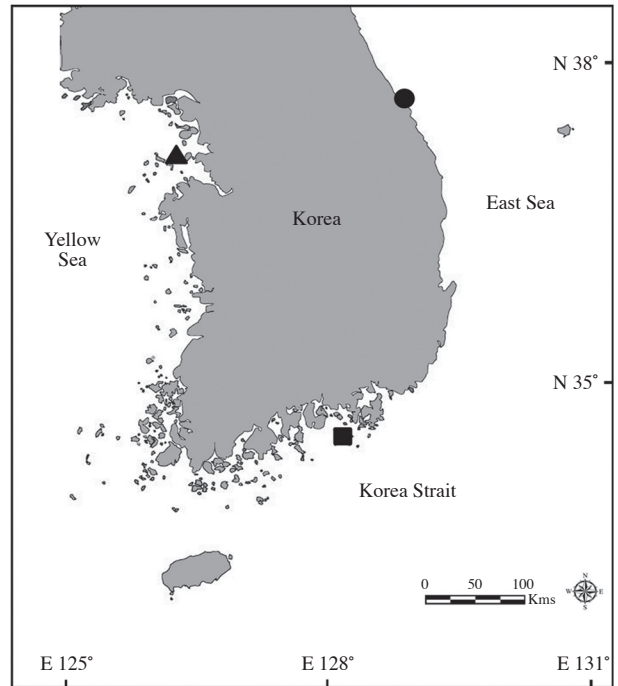 N 38°
East Sea
Korea
Yellow
Sea
N 35°
Korea Strait
0 50 100
Kms
N
W E
S
E 125° E 128° E 131°